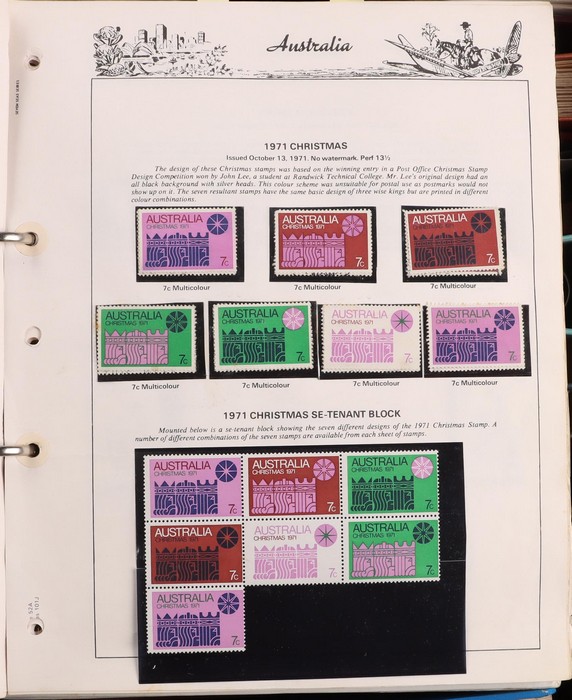 Australia
1971 CHRISTMAS
Issued October 13, 1971. No watermark. Perf 13½
The design of these Christmas stamps was based on the winning entry in a Post Office Christmas Stamp
Design Competition won by John Lee, a student at Randwick Technical College. Mr. Lee's original design had an
all black background with silver heads. This colour scheme was unsuitable for postal use as postmarks would not
show up on it. The seven resultant stamps have the same basic design of three wise kings but are printed in different
colour combinations.
AUSTRALIA
CHRISTMAS 1971
7c
AUSTRALIA
CHRISTMAS 1971
7c
AUSTRALIA
CHRISTMAS 1971
7c
7c Multicolour
7c Multicolour
7c Multicolour
AUSTRALIA
CHRISTMAS 1971
7c
AUSTRALIA
CHRISTMAS 1971
7c
AUSTRALIA
CHRISTMAS 1971
7c
AUSTRALIA
CHRISTMAS 1971
7c
7c Multicolour
7c Multicolour
7c Multicolour
7c Multicolour
1971 CHRISTMAS SE-TENANT BLOCK
Mounted below is a se-tenant block showing the seven different designs of the 1971 Christmas Stamp. A
number of different combinations of the seven stamps are available from each sheet of stamps.
AUSTRALIA
CHRISTMAS 1971
7c
AUSTRALIA
CHRISTMAS 1971
7c
AUSTRALIA
CHRISTMAS 1971
7c
AUSTRALIA
CHRISTMAS 1971
7c
AUSTRALIA
CHRISTMAS 1971
7c
AUSTRALIA
CHRISTMAS 1971
7c
AUSTRALIA
CHRISTMAS 1971
7c